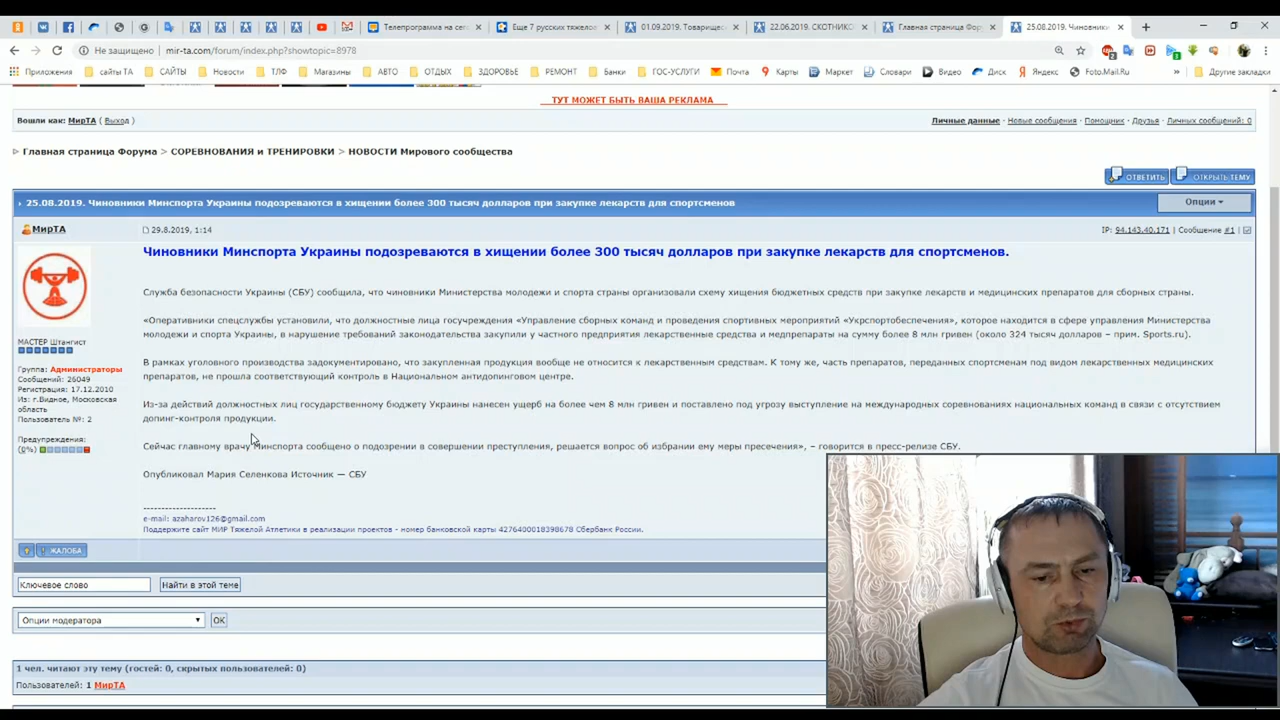 Телепрограмма на сег
Еще 7 русских тяжелое
01.09.2019. Товарищес
22.06.2019. СКОТНИКО
Главная страница Фор
25.08.2019. Чиновники
Не защищено | mir-ta.com/forum/index.php?showtopic=8978
Приложения сайты ТА САЙТЫ Новости ТЛФ Магазины АВТО ОТДЫХ ЗДОРОВЬЕ РЕМОНТ Банки ГОС-УСЛУГИ Почта Карты Маркет Словари Видео Диск Яндекс Foto.Mail.Ru » Другие закладки
ТУТ МОЖЕТ БЫТЬ ВАША РЕКЛАМА
Вошли как: МирТА ( Выход )
Личные данные · Новые сообщения · Помощник · Друзья · Личных сообщений: 0
Главная страница Форума > СОРЕВНОВАНИЯ и ТРЕНИРОВКИ > НОВОСТИ Мирового сообщества
ОТВЕТИТЬ ОТКРЫТЬ ТЕМУ
25.08.2019. Чиновники Минспорта Украины подозреваются в хищении более 300 тысяч долларов при закупке лекарств для спортсменов
Опции
МирТА
29.8.2019, 1:14
IP: 94.143.40.171 | Сообщение #1
Чиновники Минспорта Украины подозреваются в хищении более 300 тысяч долларов при закупке лекарств для спортсменов.
Служба безопасности Украины (СБУ) сообщила, что чиновники Министерства молодежи и спорта страны организовали схему хищения бюджетных средств при закупке лекарств и медицинских препаратов для сборных страны.
«Оперативники спецслужбы установили, что должностные лица госучреждения «Управление сборных команд и проведения спортивных мероприятий «Укрспортобеспечения», которое находится в сфере управления Министерства
молодежи и спорта Украины, в нарушение требований законодательства закупили у частного предприятия лекарственные средства и медпрепараты на сумму более 8 млн гривен (около 324 тысяч долларов – прим. Sports.ru).
В рамках уголовного производства задокументировано, что закупленная продукция вообще не относится к лекарственным средствам. К тому же, часть препаратов, переданных спортсменам под видом лекарственных медицинских
препаратов, не прошла соответствующий контроль в Национальном антидопинговом центре.
Из-за действий должностных лиц государственному бюджету Украины нанесен ущерб на более чем 8 млн гривен и поставлено под угрозу выступление на международных соревнованиях национальных команд в связи с отсутствием
допинг-контроля продукции.
Сейчас главному врачу Минспорта сообщено о подозрении в совершении преступления, решается вопрос об избрании ему меры пресечения», – говорится в пресс-релизе СБУ.
Опубликовал Мария Селенкова Источник — СБУ
--------------------
e-mail: azaharov126@gmail.com
Поддержите сайт МИР Тяжелой Атлетики в реализации проектов - номер банковской карты 4276400018398678 Сбербанк России.
МАСТЕР Штангист
Группа: Администраторы
Сообщений: 26049
Регистрация: 17.12.2010
Из: г.Видное, Московская
область
Пользователь №: 2
Предупреждения:
(0%)
ЖАЛОБА
Ключевое слово
Найти в этой теме
Опции модератора
OK
1 чел. читают эту тему (гостей: 0, скрытых пользователей: 0)
Пользователей: 1 МирТА